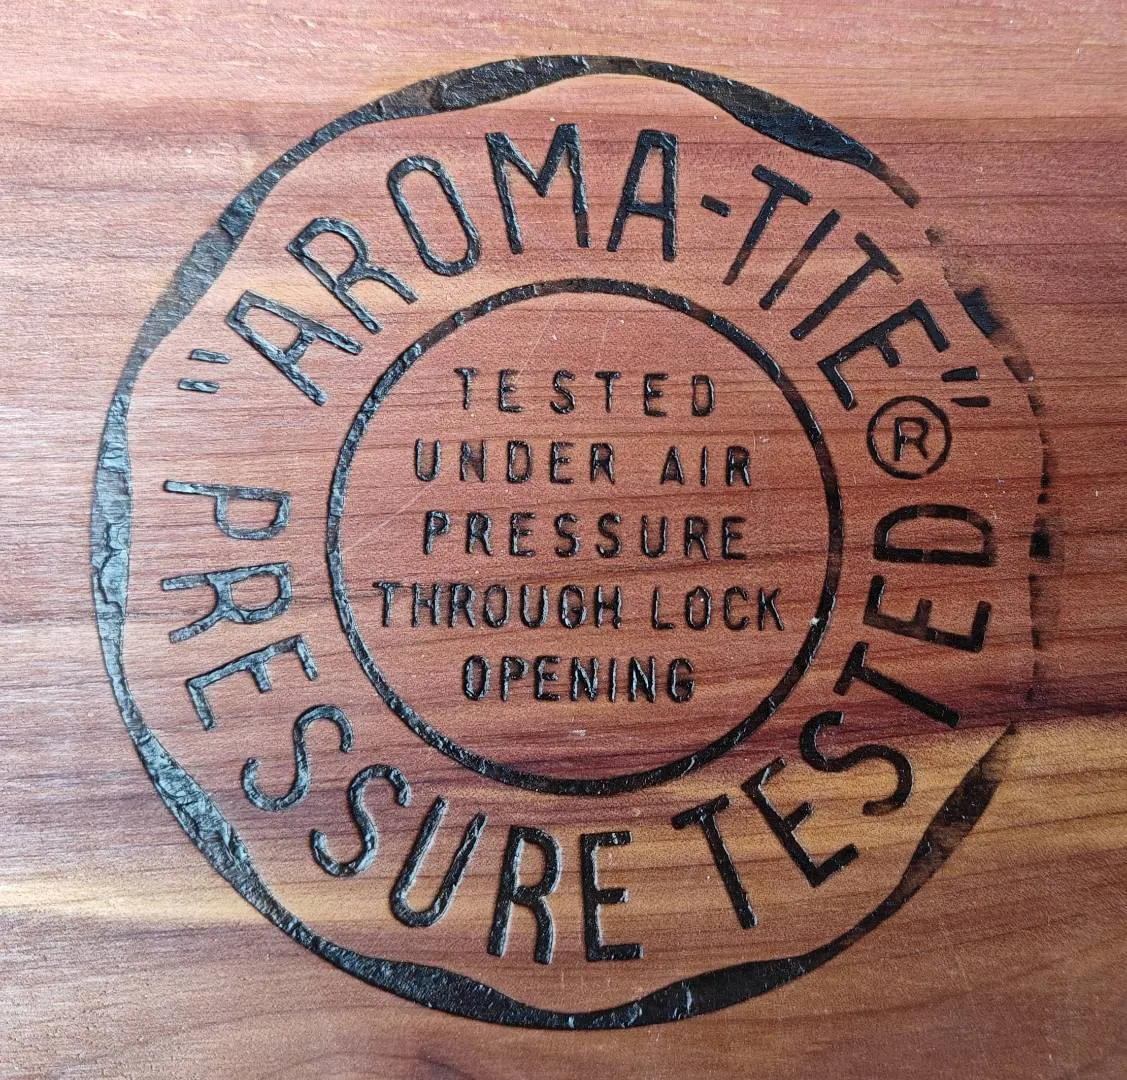 "AROMA-TITE"®
PRESSURE TESTED
TESTED
UNDER AIR
PRESSURE
THROUGH LOCK
OPENING